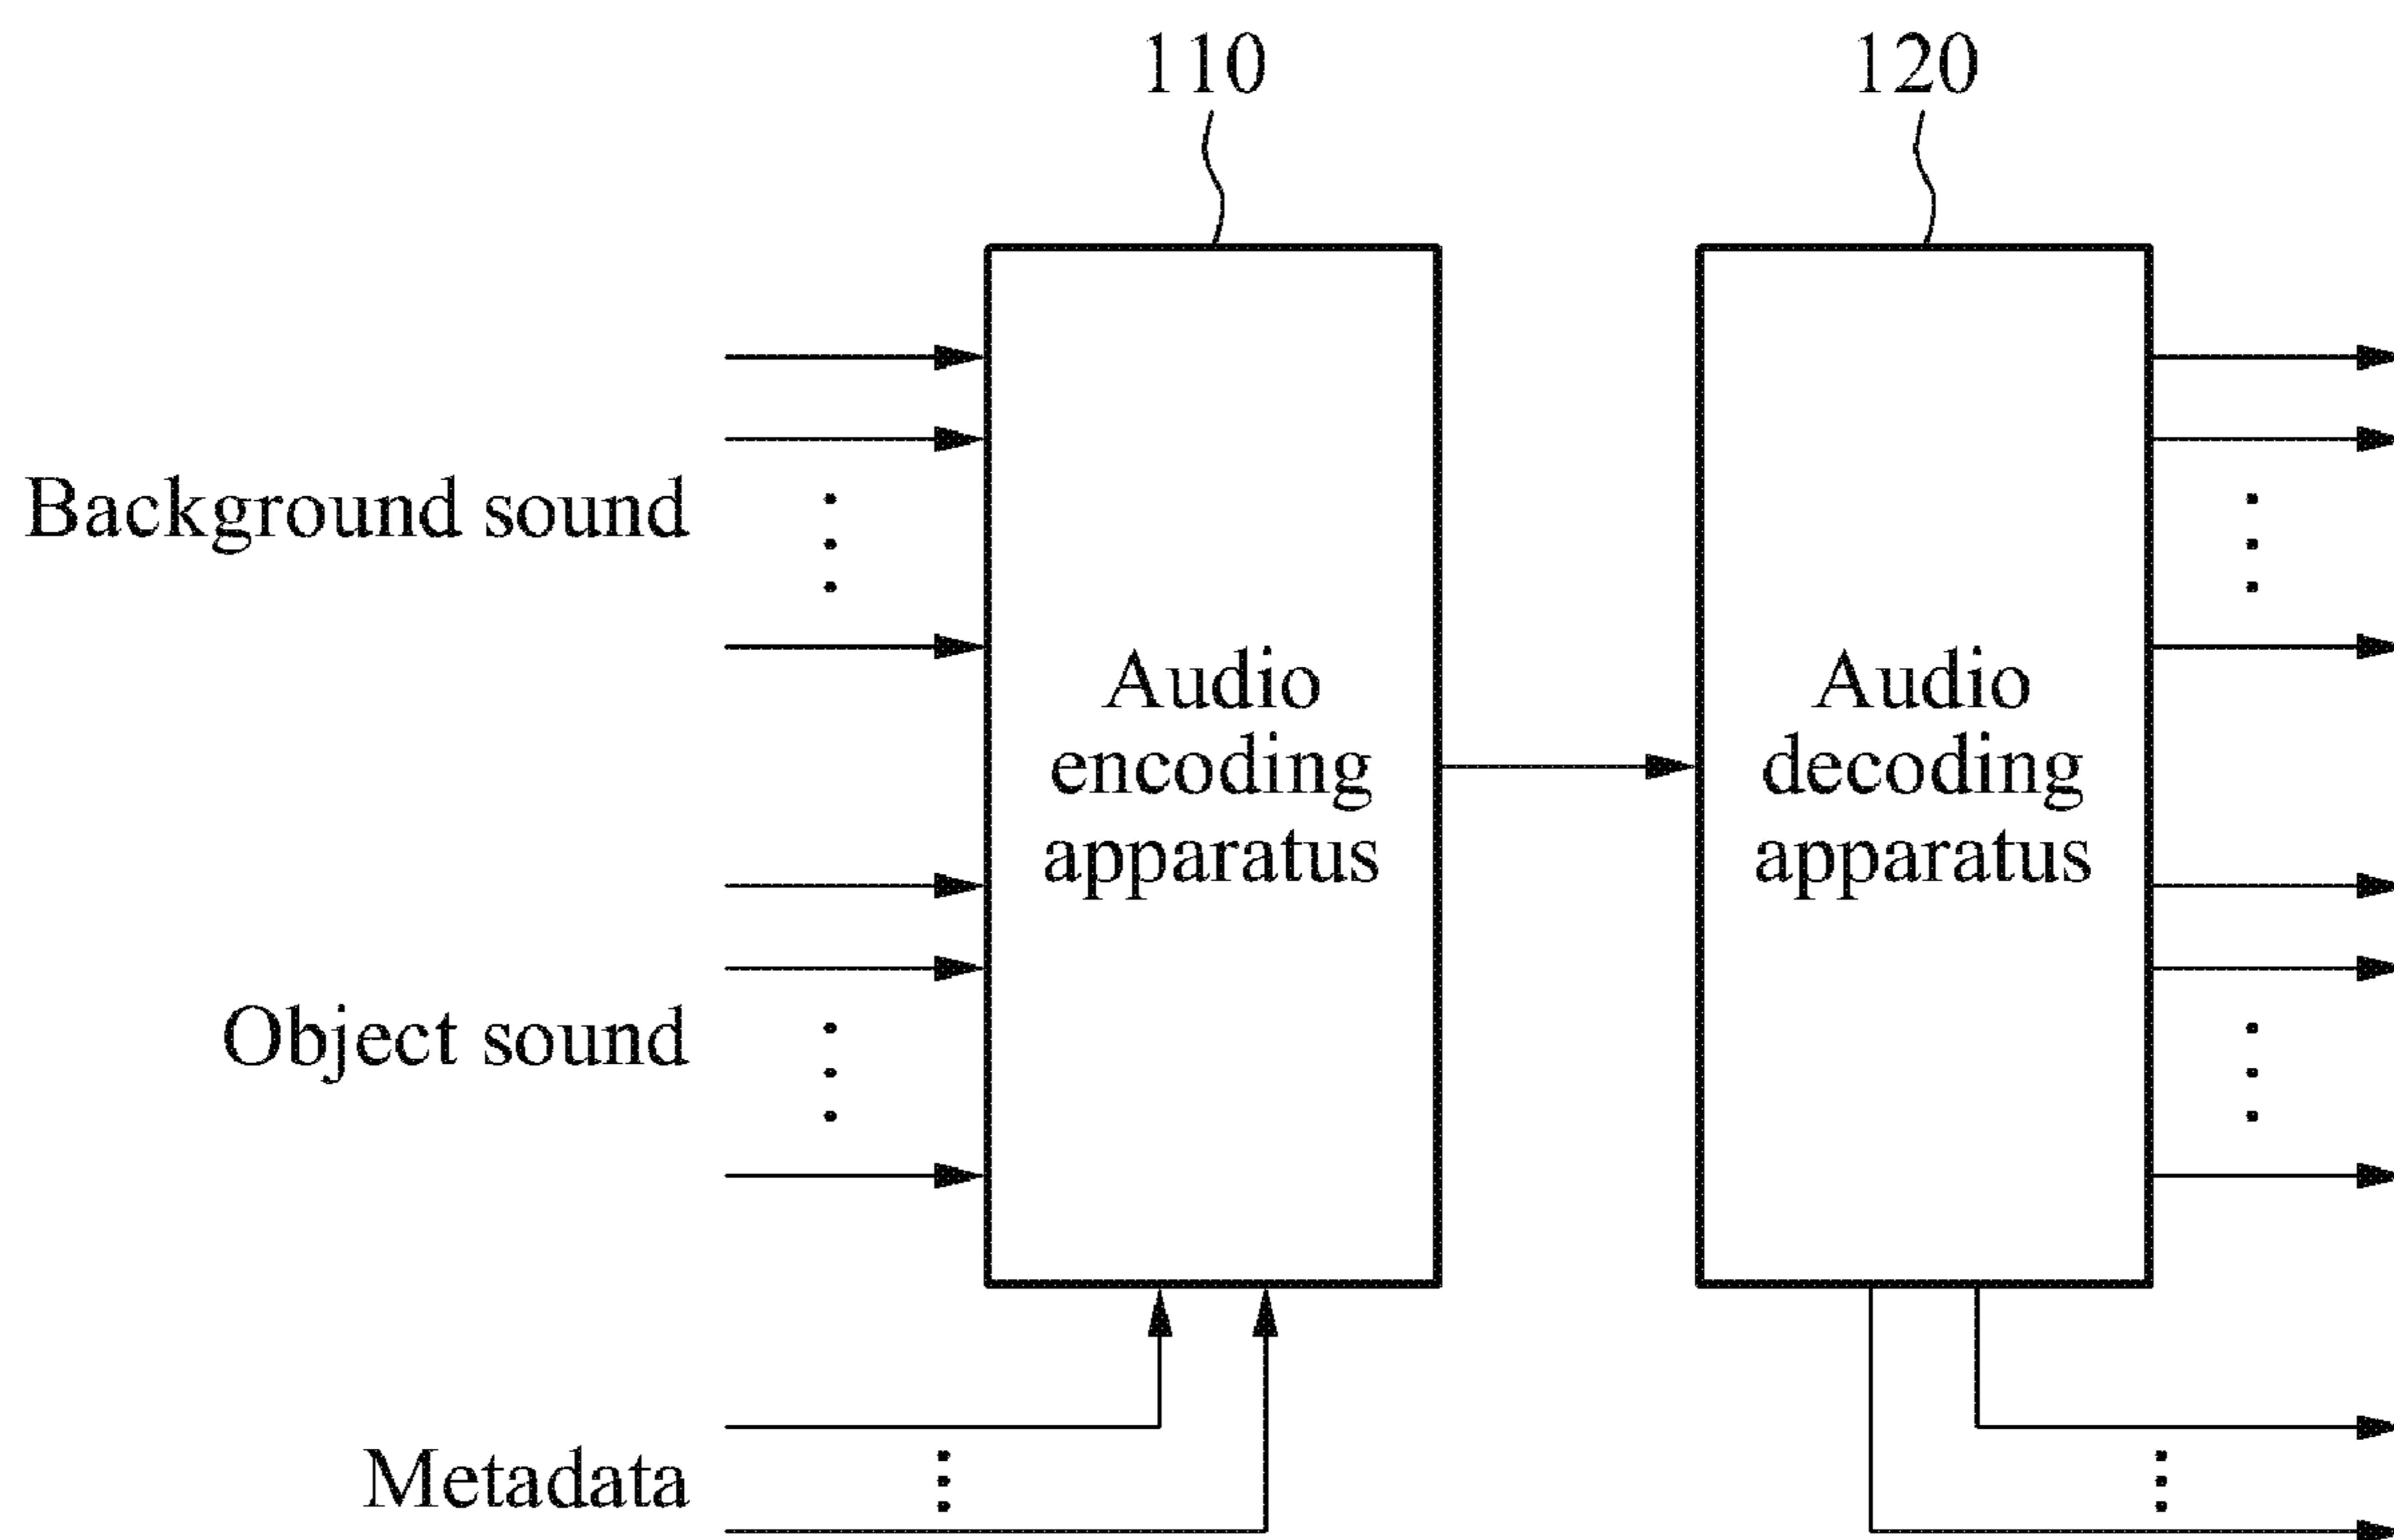 110
120
Background sound
Audio
encoding
apparatus
Audio
decoding
apparatus
Object sound
Metadata